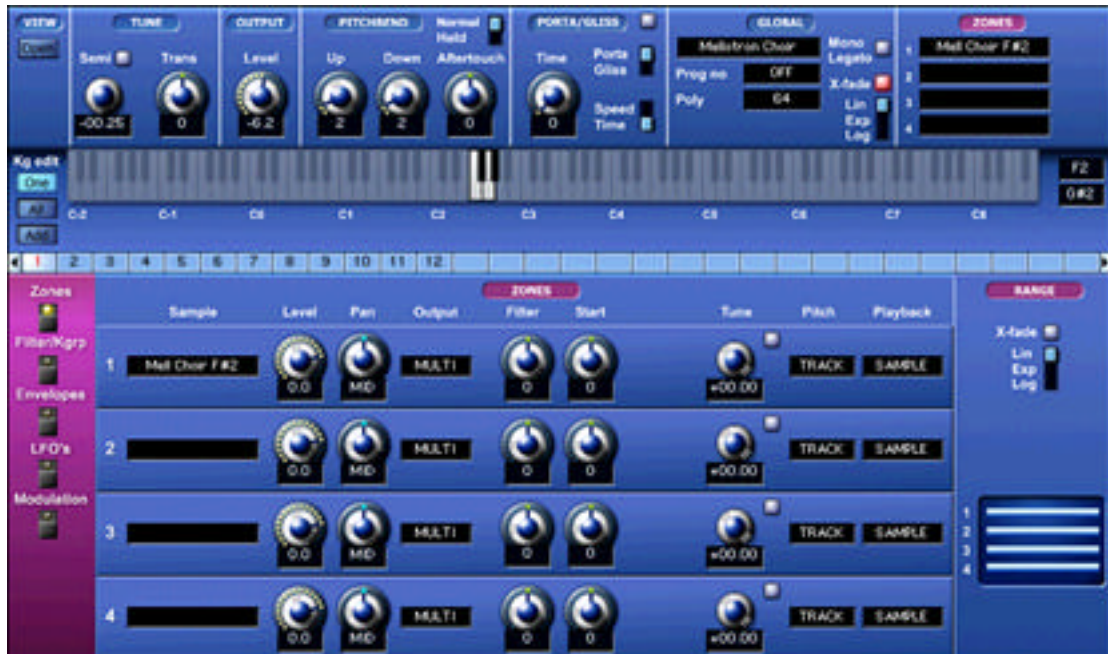 VIEW TUNE OUTPUT PITCHBEND Normal Held PORTA/GLISS GLOBAL ZONES
Down Semi Trans Level Up Down Aftertouch Time Porta Gliss Mellotron Choir Mono Legato 1 Mell Choir F#2
Prog no OFF X-fade 2
Poly 64 Lin 3
Speed Time Exp Log 4
-00.25 0 -6.2 2 2 0 0
Kg edit
One F2
All C-2 C-1 C0 C1 C2 C3 C4 C5 C6 C7 C8 G#2
Add
1 2 3 4 5 6 7 8 9 10 11 12
Zones ZONES RANGE
Sample Level Pan Output Filter Start Tune Pitch Playback
Filter/Kgrp X-fade
1 Mell Choir F#2 0.0 MID MULTI 0 0 +00.00 TRACK SAMPLE Lin
Exp
Log
Envelopes
LFO's 2 0.0 MID MULTI 0 0 +00.00 TRACK SAMPLE
Modulation
3 0.0 MID MULTI 0 0 +00.00 TRACK SAMPLE
1
2
3
4
4 0.0 MID MULTI 0 0 +00.00 TRACK SAMPLE